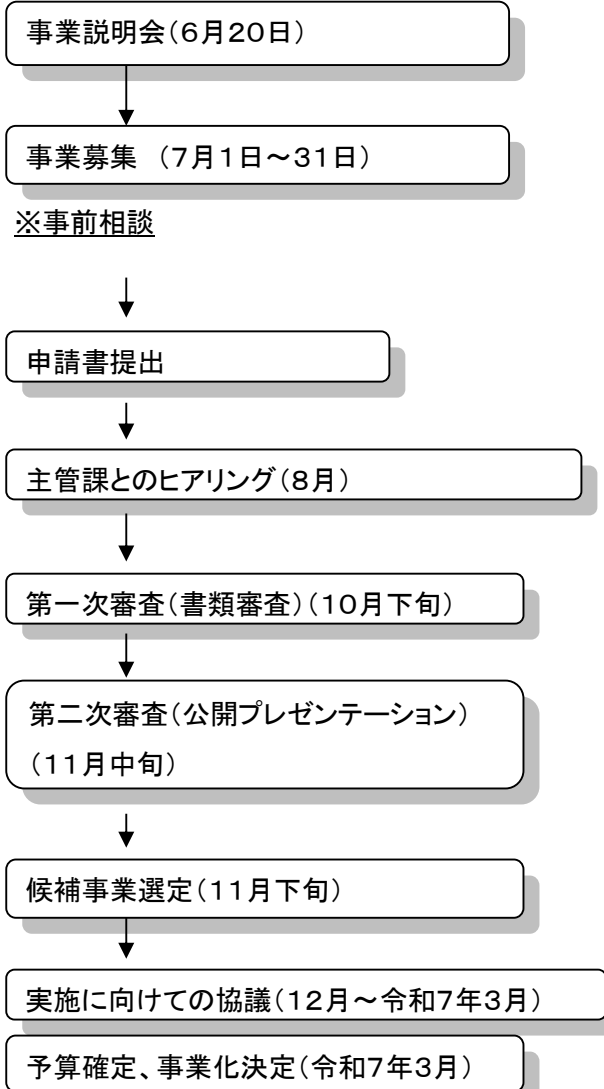 事業説明会（6月20日）
事業募集　（7月1日～31日）
※事前相談
申請書提出
主管課とのヒアリング（8月）
第一次審査（書類審査）（10月下旬）
第二次審査（公開プレゼンテーション）
（11月中旬）
候補事業選定（11月下旬）
実施に向けての協議（12月～令和7年3月）
予算確定、事業化決定（令和7年3月）